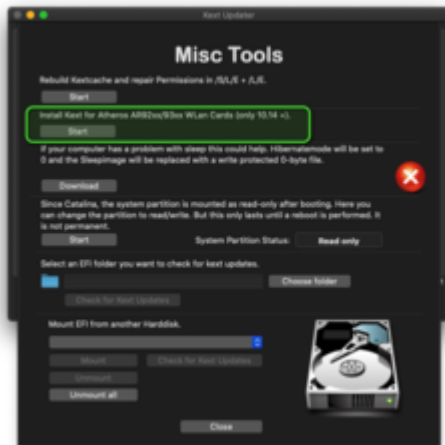 Kext Updater
Misc Tools
Rebuild Kextcache and repair Permissions in /S/L/E + /L/E.
Start
Install Kext for Atheros AR92xx/93xx WLan Cards (only 10.14 +).
Start
If your computer has a problem with sleep this could help. Hibernatemode will be set to
0 and the Sleepimage will be replaced with a write protected 0-byte file.
Download
Since Catalina, the system partition is mounted as read-only after booting. Here you
can change the partition to read/write. But this only lasts until a reboot is performed. It
is not permanent.
Start
System Partition Status:
Read only
Select an EFI folder you want to check for kext updates.
Choose folder
Check for Kext Updates
Mount EFI from another Harddisk.
Mount
Check for Kext Updates
Unmount
Unmount all
Close